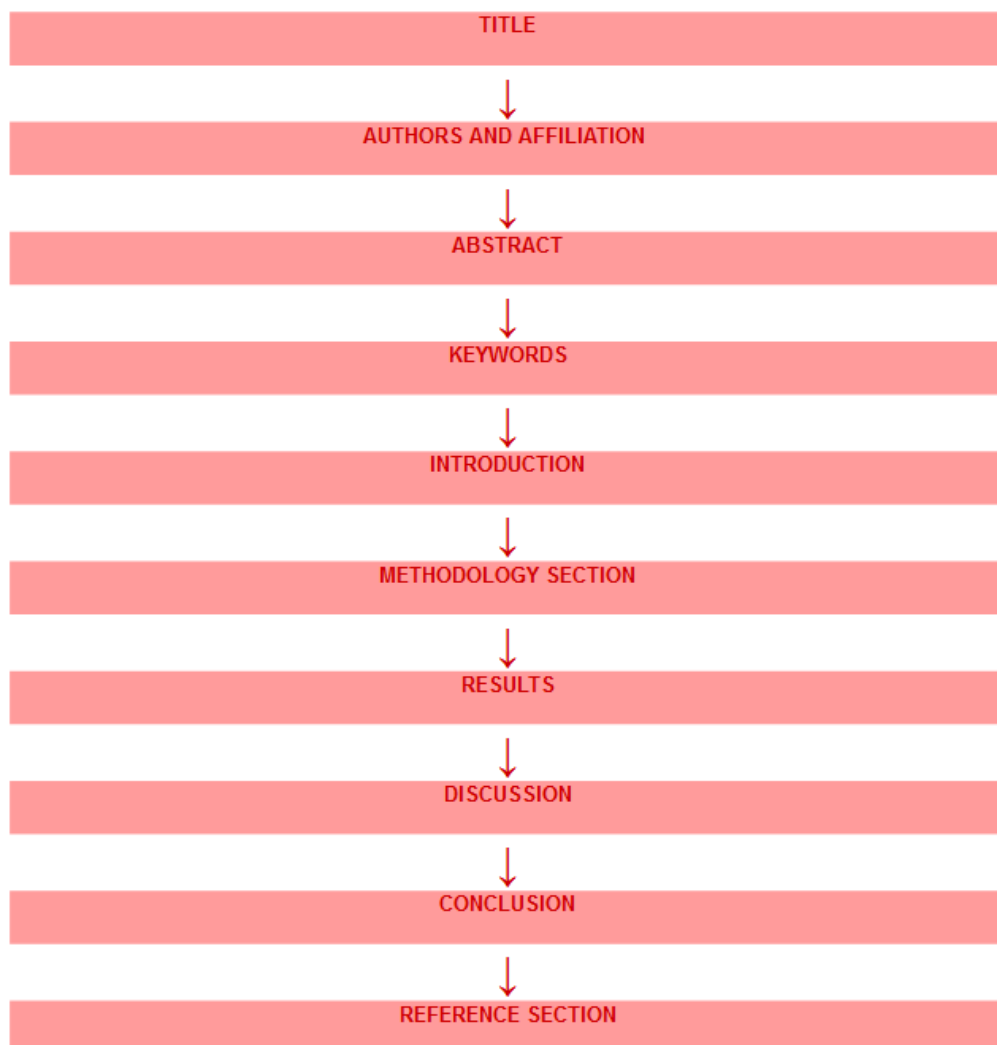 TITLE
AUTHORS AND AFFILIATION
ABSTRACT
KEYWORDS
INTRODUCTION
METHODOLOGY SECTION
RESULTS
DISCUSSION
CONCLUSION
REFERENCE SECTION